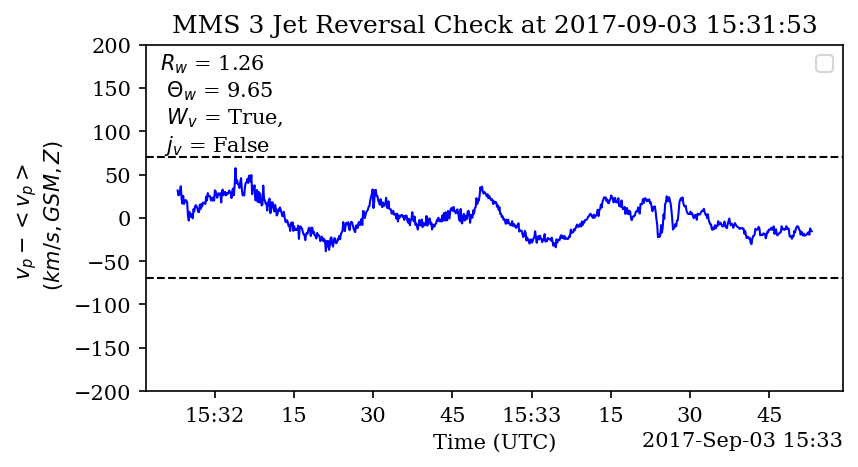 MMS 3 Jet Reversal Check at 2017-09-03 15:31:53
R_w = 1.26
Θ_w = 9.65
W_v = True,
j_v = False
v_p − < v_p >
(km/s, GSM, Z)
200
150
100
50
0
−50
−100
−150
−200
15:32 15 30 45 15:33 15 30 45
Time (UTC)
2017-Sep-03 15:33